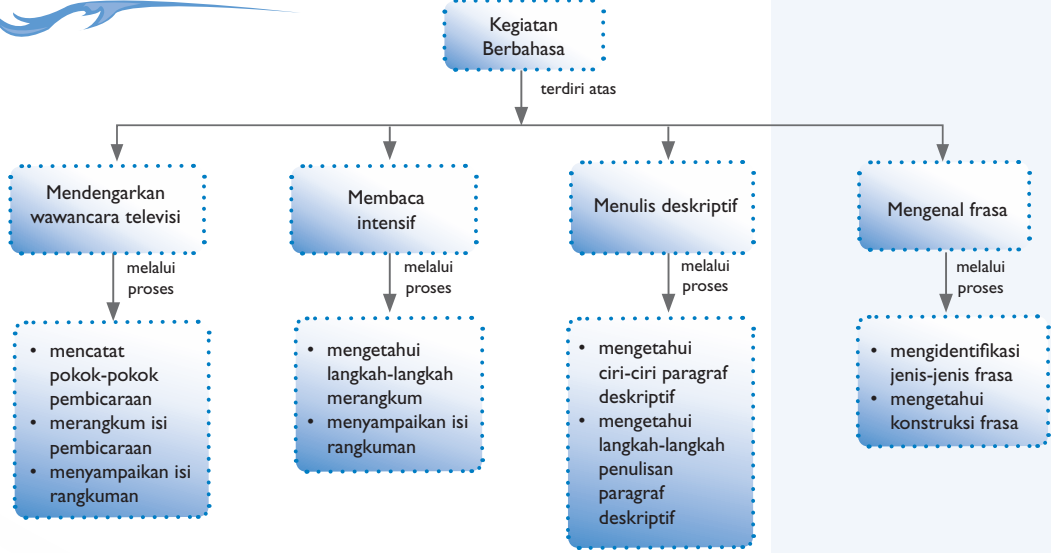 Kegiatan
Berbahasa
terdiri atas
Mendengarkan
wawancara televisi
melalui
proses
• mencatat
pokok-pokok
pembicaraan
• merangkum isi
pembicaraan
• menyampaikan isi
rangkuman
Membaca
intensif
melalui
proses
• mengetahui
langkah-langkah
merangkum
• menyampaikan isi
rangkuman
Menulis deskriptif
melalui
proses
• mengetahui
ciri-ciri paragraf
deskriptif
• mengetahui
langkah-langkah
penulisan
paragraf
deskriptif
Mengenal frasa
melalui
proses
• mengidentifikasi
jenis-jenis frasa
• mengetahui
konstruksi frasa